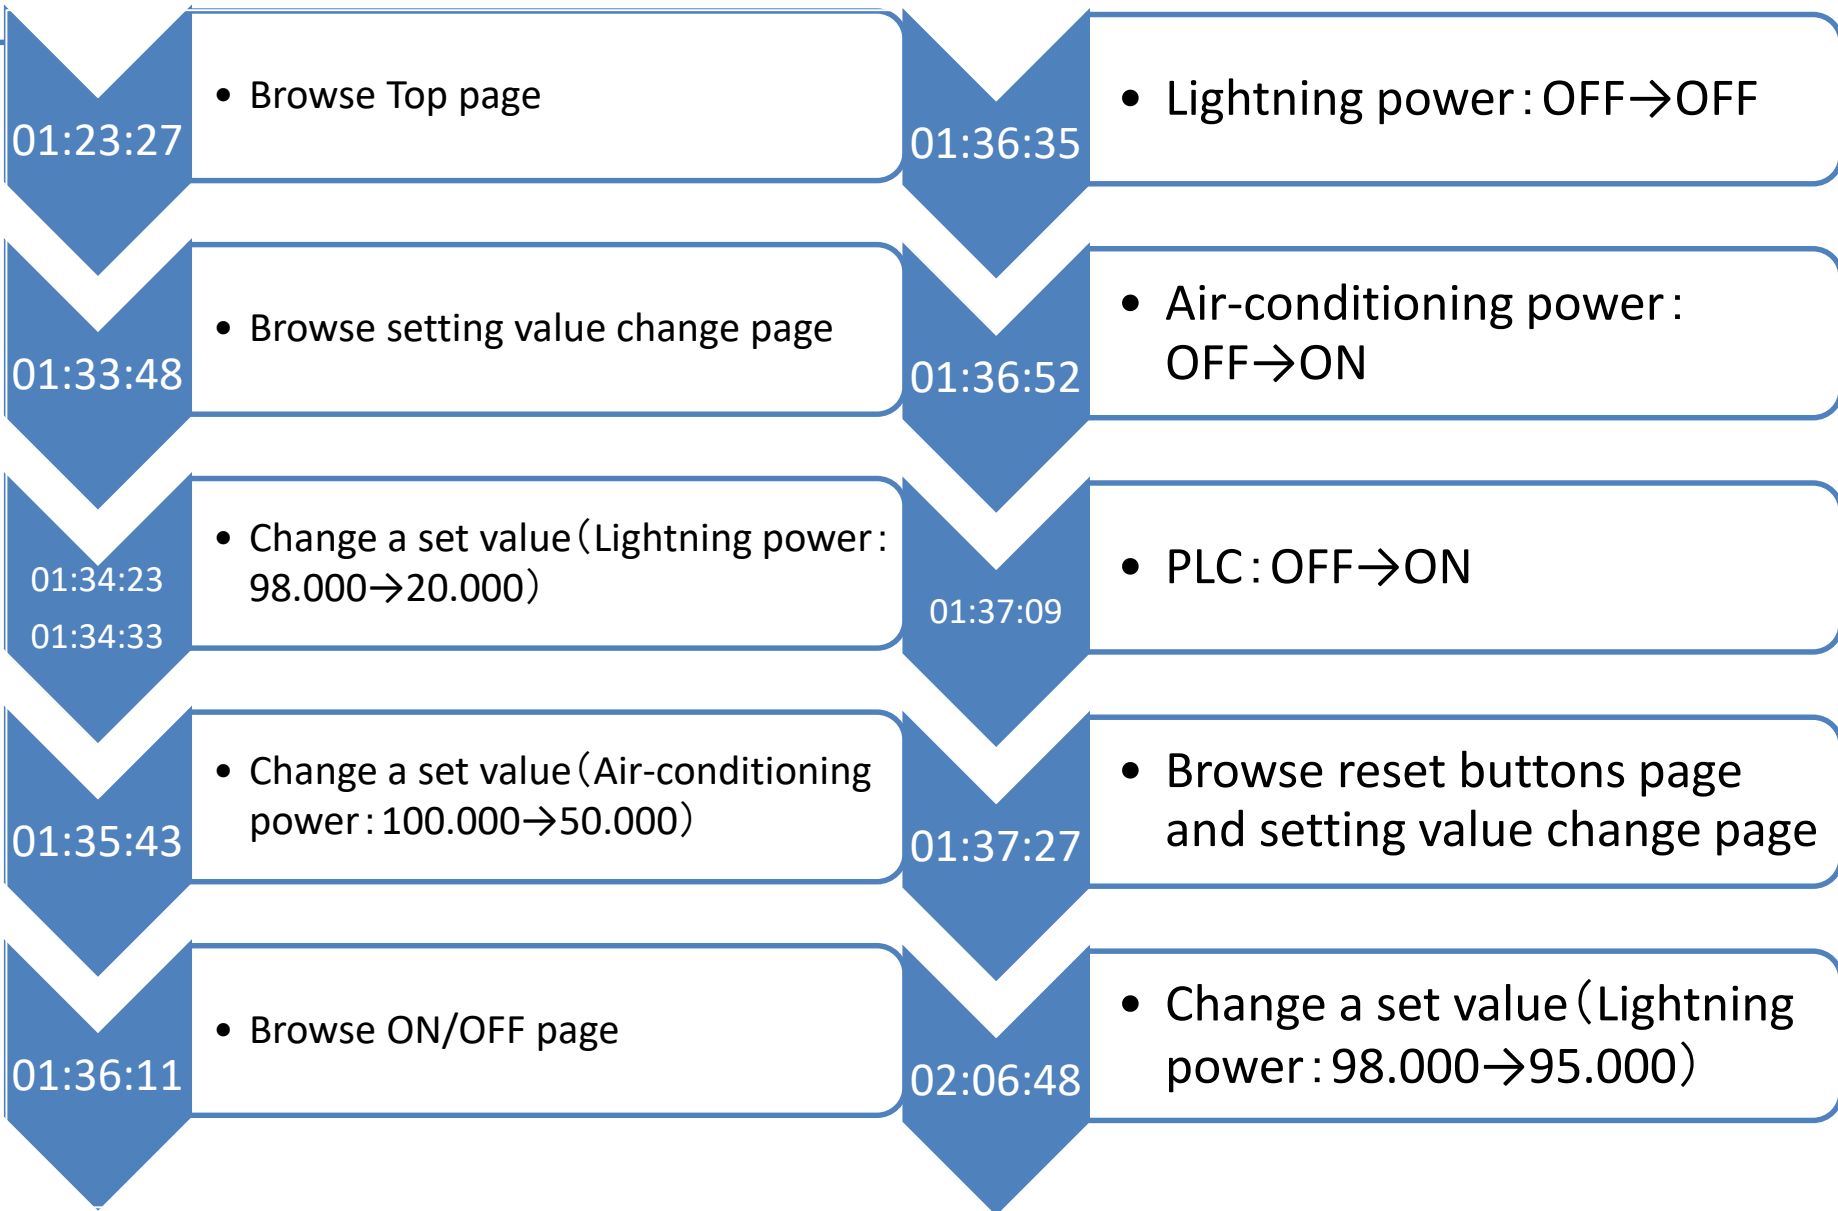 01:23:27
• Browse Top page
01:33:48
• Browse setting value change page
01:34:23
01:34:33
• Change a set value（Lightning power：
98.000→20.000）
01:35:43
• Change a set value（Air-conditioning
power：100.000→50.000）
01:36:11
• Browse ON/OFF page
01:36:35
• Lightning power：OFF→OFF
01:36:52
• Air-conditioning power：
OFF→ON
01:37:09
• PLC：OFF→ON
01:37:27
• Browse reset buttons page
and setting value change page
02:06:48
• Change a set value（Lightning
power：98.000→95.000）